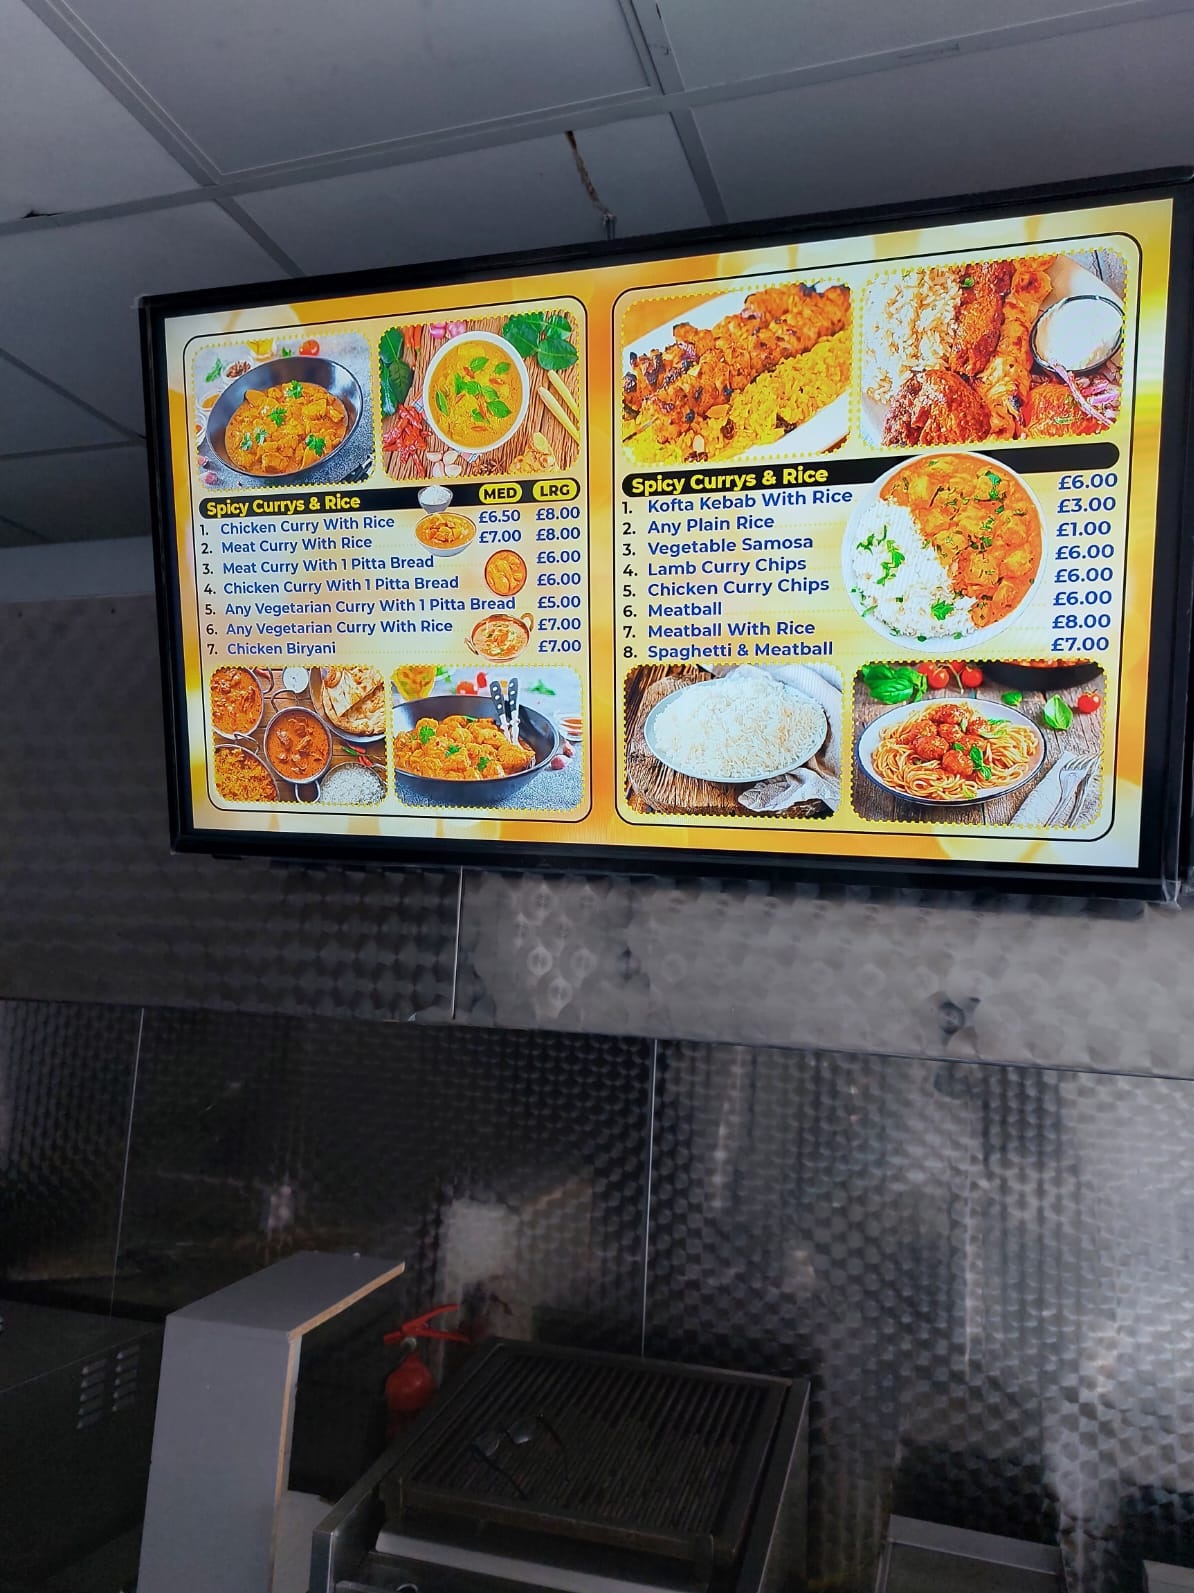 Spicy Currys & Rice MED LRG
1. Chicken Curry With Rice £6.50 £8.00
2. Meat Curry With Rice £7.00 £8.00
3. Meat Curry With 1 Pitta Bread £6.00
4. Chicken Curry With 1 Pitta Bread £6.00
5. Any Vegetarian Curry With 1 Pitta Bread £5.00
6. Any Vegetarian Curry With Rice £7.00
7. Chicken Biryani £7.00
Spicy Currys & Rice
1. Kofta Kebab With Rice £6.00
2. Any Plain Rice £3.00
3. Vegetable Samosa £1.00
4. Lamb Curry Chips £6.00
5. Chicken Curry Chips £6.00
6. Meatball £6.00
7. Meatball With Rice £8.00
8. Spaghetti & Meatball £7.00